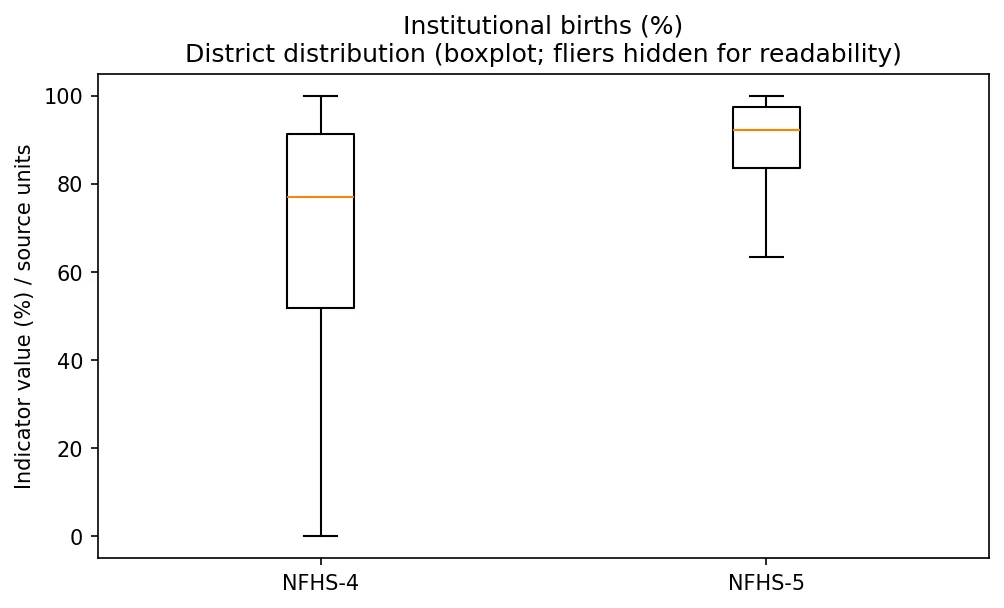 Institutional births (%)
District distribution (boxplot; fliers hidden for readability)
Indicator value (%) / source units
100
80
60
40
20
0
NFHS-4
NFHS-5